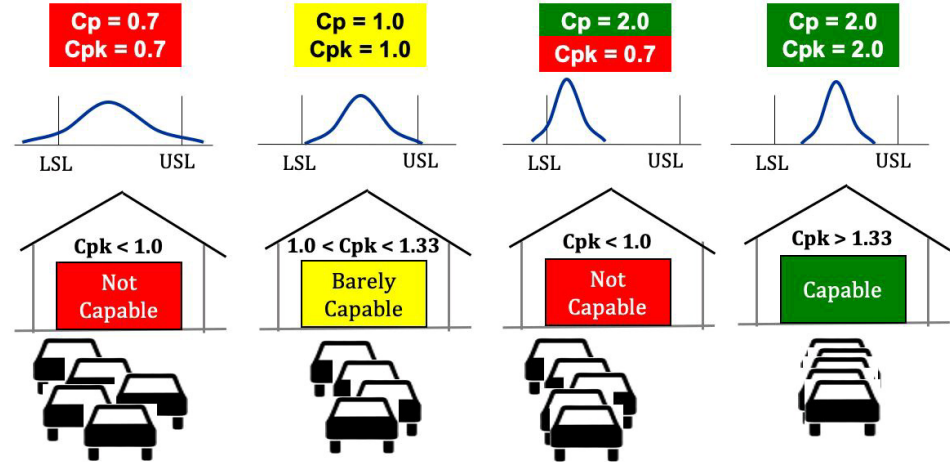 Cp = 0.7
Cpk = 0.7
Cp = 1.0
Cpk = 1.0
Cp = 2.0
Cpk = 0.7
Cp = 2.0
Cpk = 2.0
LSL
USL
LSL
USL
LSL
USL
LSL
USL
Cpk < 1.0
Not
Capable
1.0 < Cpk < 1.33
Barely
Capable
Cpk < 1.0
Not
Capable
Cpk > 1.33
Capable